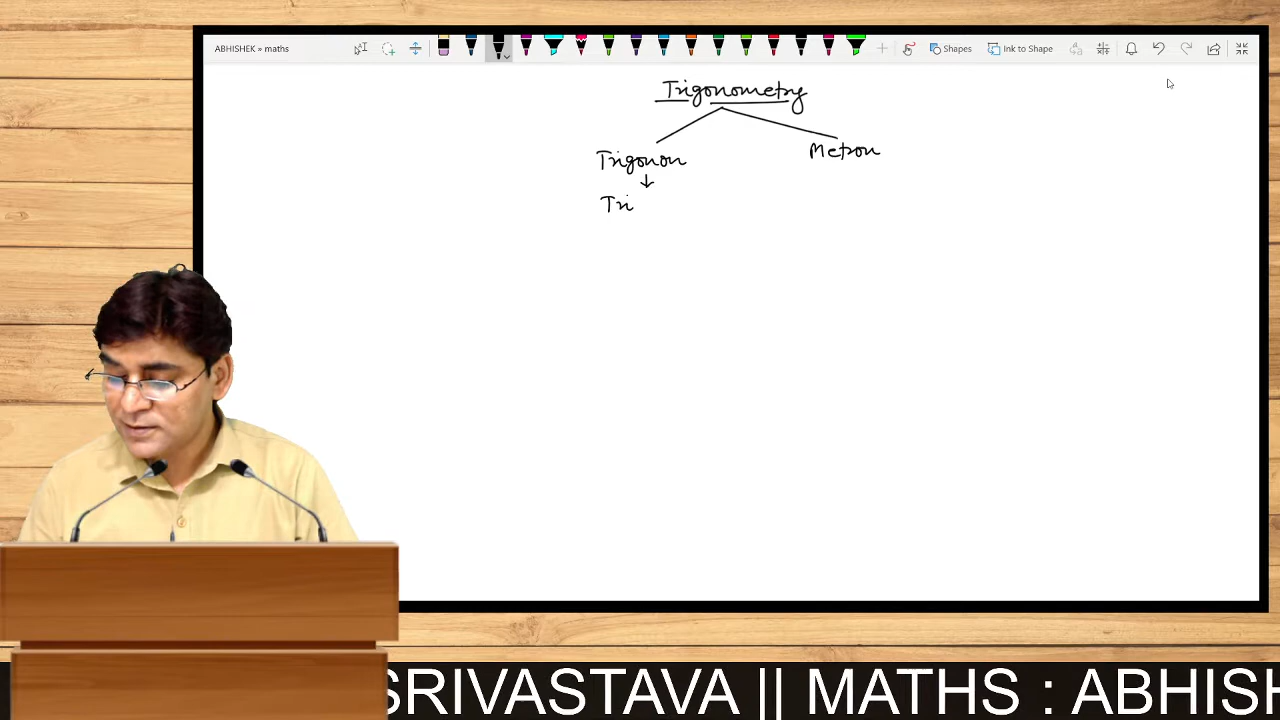 ABHISHEK » maths
Shapes
Ink to Shape
Trigonometry
Trigonon Metron
Tri
SRIVASTAVA || MATHS : ABHISH